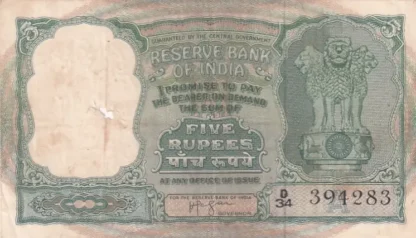 GUARANTEED BY THE CENTRAL GOVERNMENT
RESERVE BANK
OF INDIA
I PROMISE TO PAY
THE BEARER ON DEMAND
THE SUM OF
FIVE
RUPEES
पांच रुपये
AT ANY OFFICE OF ISSUE
FOR THE RESERVE BANK OF INDIA
GOVERNOR
D/34 394283